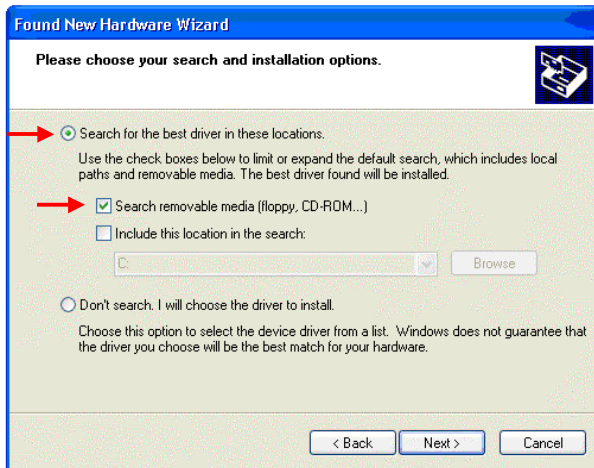 Found New Hardware Wizard
Please choose your search and installation options.
Search for the best driver in these locations.
Use the check boxes below to limit or expand the default search, which includes local
paths and removable media. The best driver found will be installed.
Search removable media (floppy, CD-ROM...)
Include this location in the search:
C:
Browse
Don't search. I will choose the driver to install.
Choose this option to select the device driver from a list. Windows does not guarantee that
the driver you choose will be the best match for your hardware.
< Back Next > Cancel